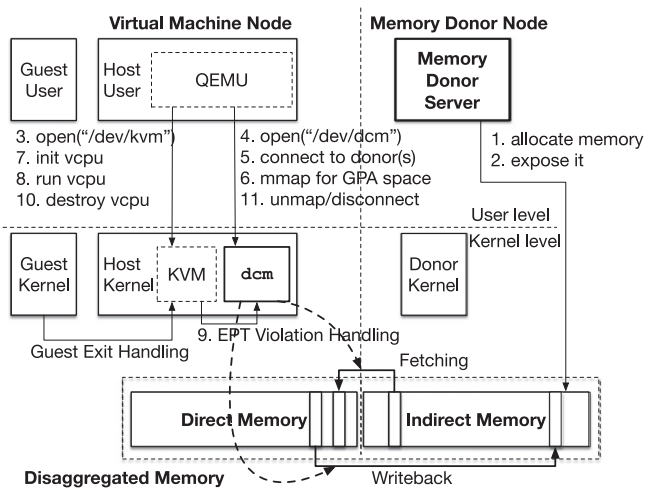 Virtual Machine Node
Memory Donor Node
Guest
User
Host
User
QEMU
Memory
Donor
Server
3. open("/dev/kvm")
7. init vcpu
8. run vcpu
10. destroy vcpu
4. open("/dev/dcm")
5. connect to donor(s)
6. mmap for GPA space
11. unmap/disconnect
1. allocate memory
2. expose it
User level
Kernel level
Guest
Kernel
Host
Kernel
KVM
dcm
Donor
Kernel
9. EPT Violation Handling
Guest Exit Handling
Fetching
Direct Memory
Indirect Memory
Disaggregated Memory
Writeback